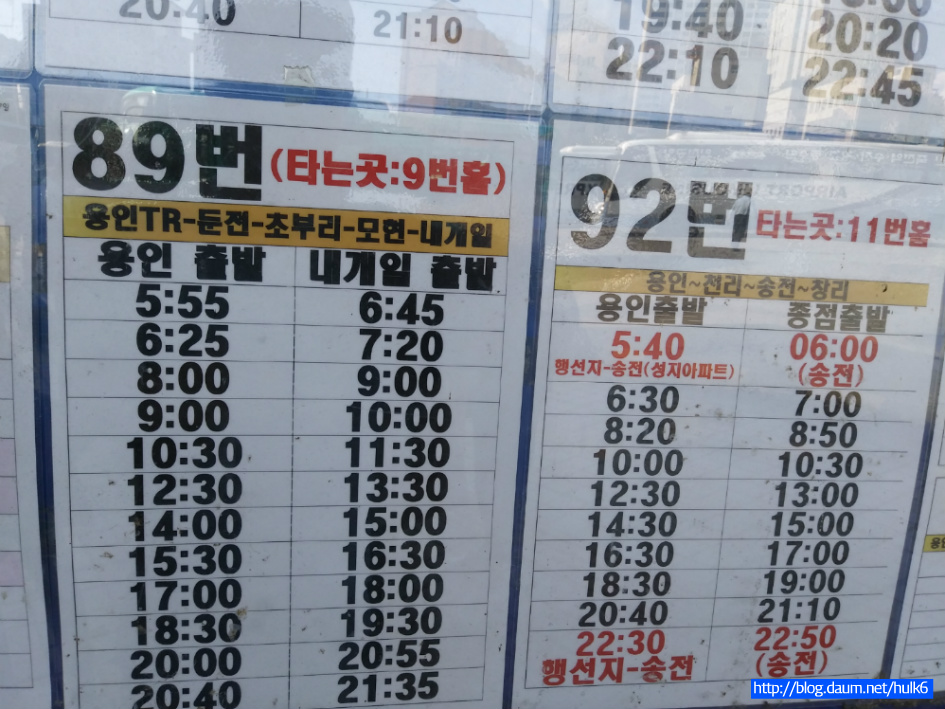 20:40
21:10
19:40 20:20
22:10 22:45
89번 (타는곳:9번홈)
용인TR-둔전-초부리-모현-내개일
용인 출발 내개일 출발
5:55 6:45
6:25 7:20
8:00 9:00
9:00 10:00
10:30 11:30
12:30 13:30
14:00 15:00
15:30 16:30
17:00 18:00
18:30 19:30
20:00 20:55
20:40 21:35
92번 타는곳:11번홈
용인~천리~송전~창리
용인출발 종점출발
5:40 06:00
행선지-송전(성지아파트) (송전)
6:30 7:00
8:20 8:50
10:00 10:30
12:30 13:00
14:30 15:00
16:30 17:00
18:30 19:00
20:40 21:10
22:30 22:50
행선지-송전 (송전)
http://blog.daum.net/hulk6